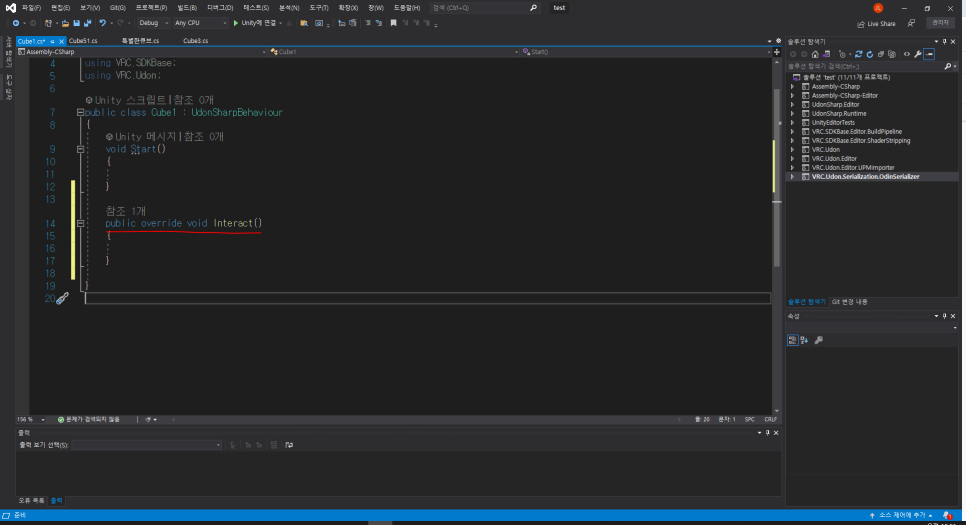 파일(F) 편집(E) 보기(V) Git(G) 프로젝트(P) 빌드(B) 디버그(D) 테스트(S) 분석(N) 도구(T) 확장(X) 창(W) 도움말(H) 검색 (Ctrl+Q) test
Debug Any CPU Unity에 연결 Live Share 관리자
서버 탐색기
도구 상자
Cube1.cs* Cube51.cs 특별한큐브.cs Cube3.cs
Assembly-CSharp Cube1 Start()
4 using VRC.SDKBase;
5 using VRC.Udon;
6
Unity 스크립트|참조 0개
7 public class Cube1 : UdonSharpBehaviour
8 {
Unity 메시지|참조 0개
9 void Start()
10 {
11
12 }
13
참조 1개
14 public override void Interact()
15 {
16
17 }
18
19 }
20
156 % 문제가 검색되지 않음 줄: 20 문자: 1 SPC CRLF
출력
출력 보기 선택(S):
오류 목록 출력
솔루션 탐색기
솔루션 탐색기 검색(Ctrl+;)
솔루션 'test' (11/11개 프로젝트)
Assembly-CSharp
Assembly-CSharp-Editor
UdonSharp.Editor
UdonSharp.Runtime
UnityEditorTests
VRC.SDKBase.Editor.BuildPipeline
VRC.SDKBase.Editor.ShaderStripping
VRC.Udon
VRC.Udon.Editor
VRC.Udon.Editor.UPMImporter
VRC.Udon.Serialization.OdinSerializer
솔루션 탐색기 Git 변경 내용
속성
준비 소스 제어에 추가